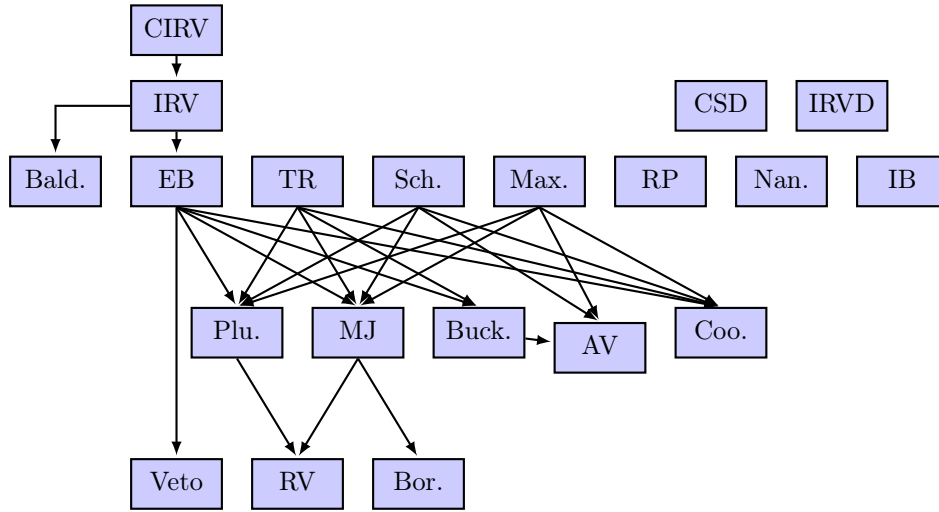 CIRV
IRV
CSD
IRVD
Bald.
EB
TR
Sch.
Max.
RP
Nan.
IB
Plu.
MJ
Buck.
AV
Coo.
Veto
RV
Bor.